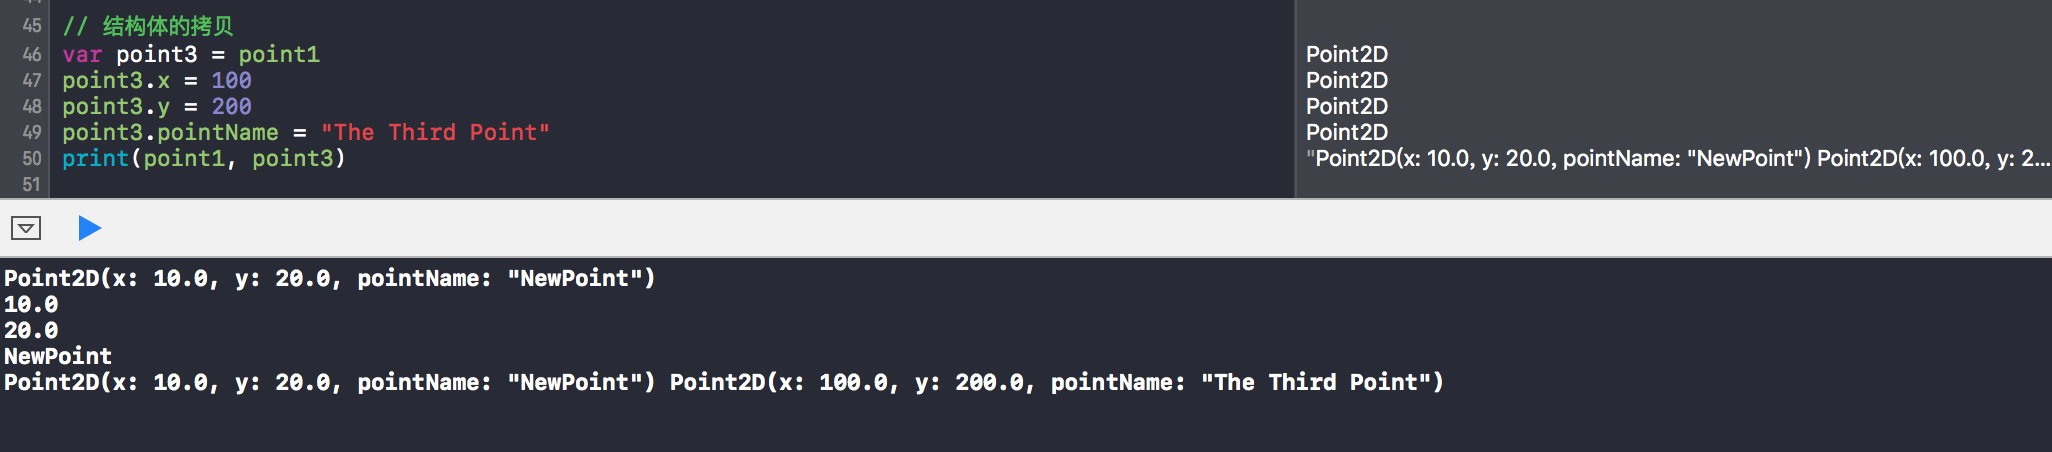 45 // 结构体的拷贝
46 var point3 = point1
Point2D
47 point3.x = 100
Point2D
48 point3.y = 200
Point2D
49 point3.pointName = "The Third Point"
Point2D
50 print(point1, point3)
"Point2D(x: 10.0, y: 20.0, pointName: "NewPoint") Point2D(x: 100.0, y: 2...
51
Point2D(x: 10.0, y: 20.0, pointName: "NewPoint")
10.0
20.0
NewPoint
Point2D(x: 10.0, y: 20.0, pointName: "NewPoint") Point2D(x: 100.0, y: 200.0, pointName: "The Third Point")